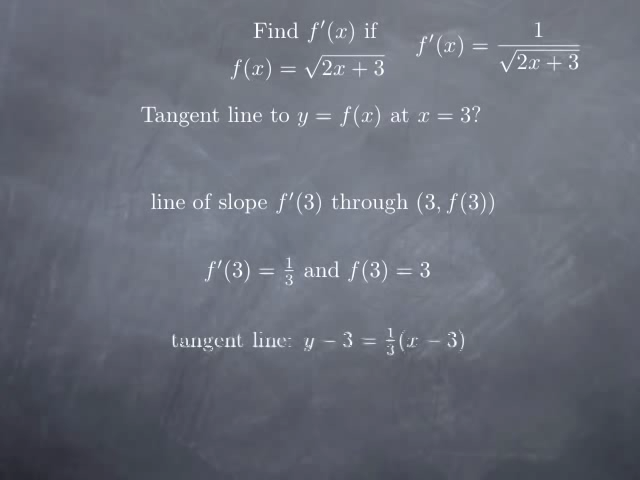 Find f′(x) if
f(x) = √(2x + 3)
f′(x) = 1/√(2x + 3)
Tangent line to y = f(x) at x = 3?
line of slope f′(3) through (3, f(3))
f′(3) = 1/3 and f(3) = 3
tangent line: y − 3 = 1/3(x − 3)